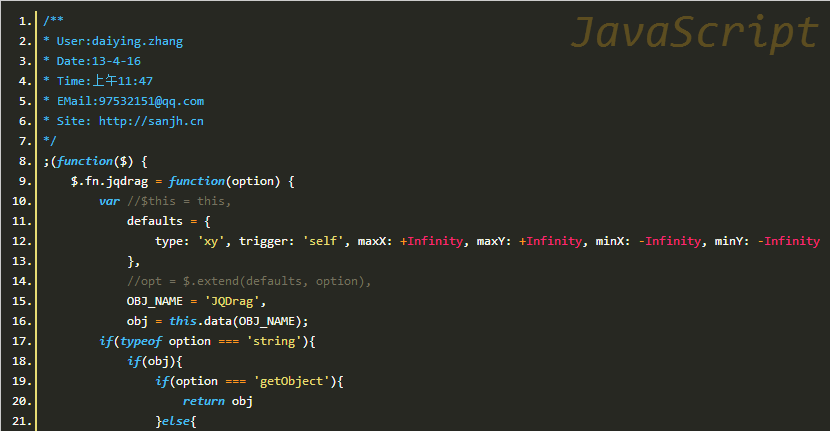 JavaScript
1. /**
2. * User:daiying.zhang
3. * Date:13-4-16
4. * Time:上午11:47
5. * EMail:97532151@qq.com
6. * Site: http://sanjh.cn
7. */
8. ;(function($) {
9.     $.fn.jqdrag = function(option) {
10.         var //$this = this,
11.             defaults = {
12.                 type: 'xy', trigger: 'self', maxX: +Infinity, maxY: +Infinity, minX: -Infinity, minY: -Infinity
13.             },
14.             //opt = $.extend(defaults, option),
15.             OBJ_NAME = 'JQDrag',
16.             obj = this.data(OBJ_NAME);
17.         if(typeof option === 'string'){
18.             if(obj){
19.                 if(option === 'getObject'){
20.                     return obj
21.                 }else{